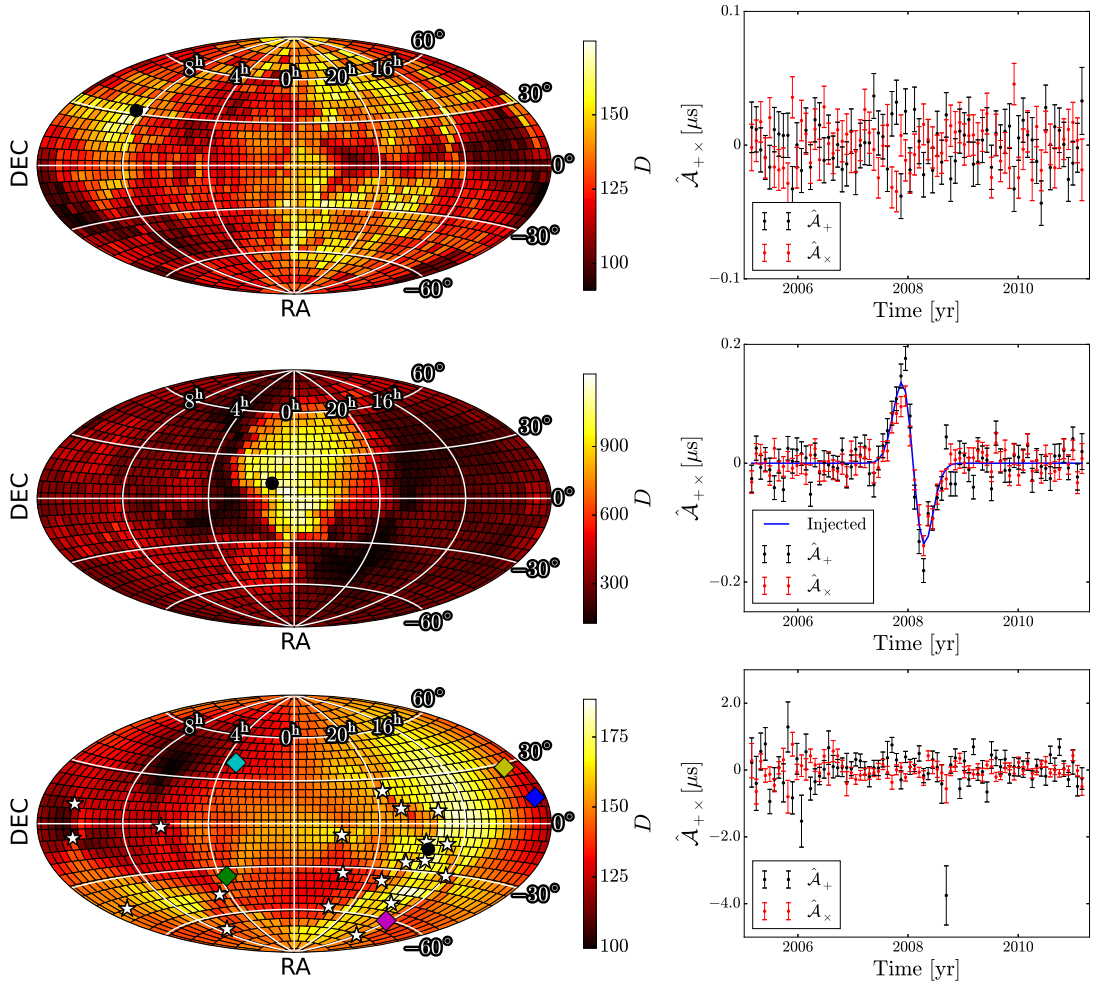 60°
8ʰ 4ʰ 0ʰ 20ʰ 16ʰ
30°
0°
−30°
−60°
DEC
RA
150
125
100
D
0.1
0
−0.1
𝒜̂₊ₓ [μs]
𝒜̂₊
𝒜̂ₓ
2006 2008 2010
Time [yr]
60°
8ʰ 4ʰ 0ʰ 20ʰ 16ʰ
30°
0°
−30°
−60°
DEC
RA
900
600
300
D
0.2
0
−0.2
𝒜̂₊ₓ [μs]
Injected
𝒜̂₊
𝒜̂ₓ
2006 2008 2010
Time [yr]
60°
8ʰ 4ʰ 0ʰ 20ʰ 16ʰ
30°
0°
−30°
−60°
DEC
RA
175
150
125
100
D
2.0
0
−2.0
−4.0
𝒜̂₊ₓ [μs]
𝒜̂₊
𝒜̂ₓ
2006 2008 2010
Time [yr]